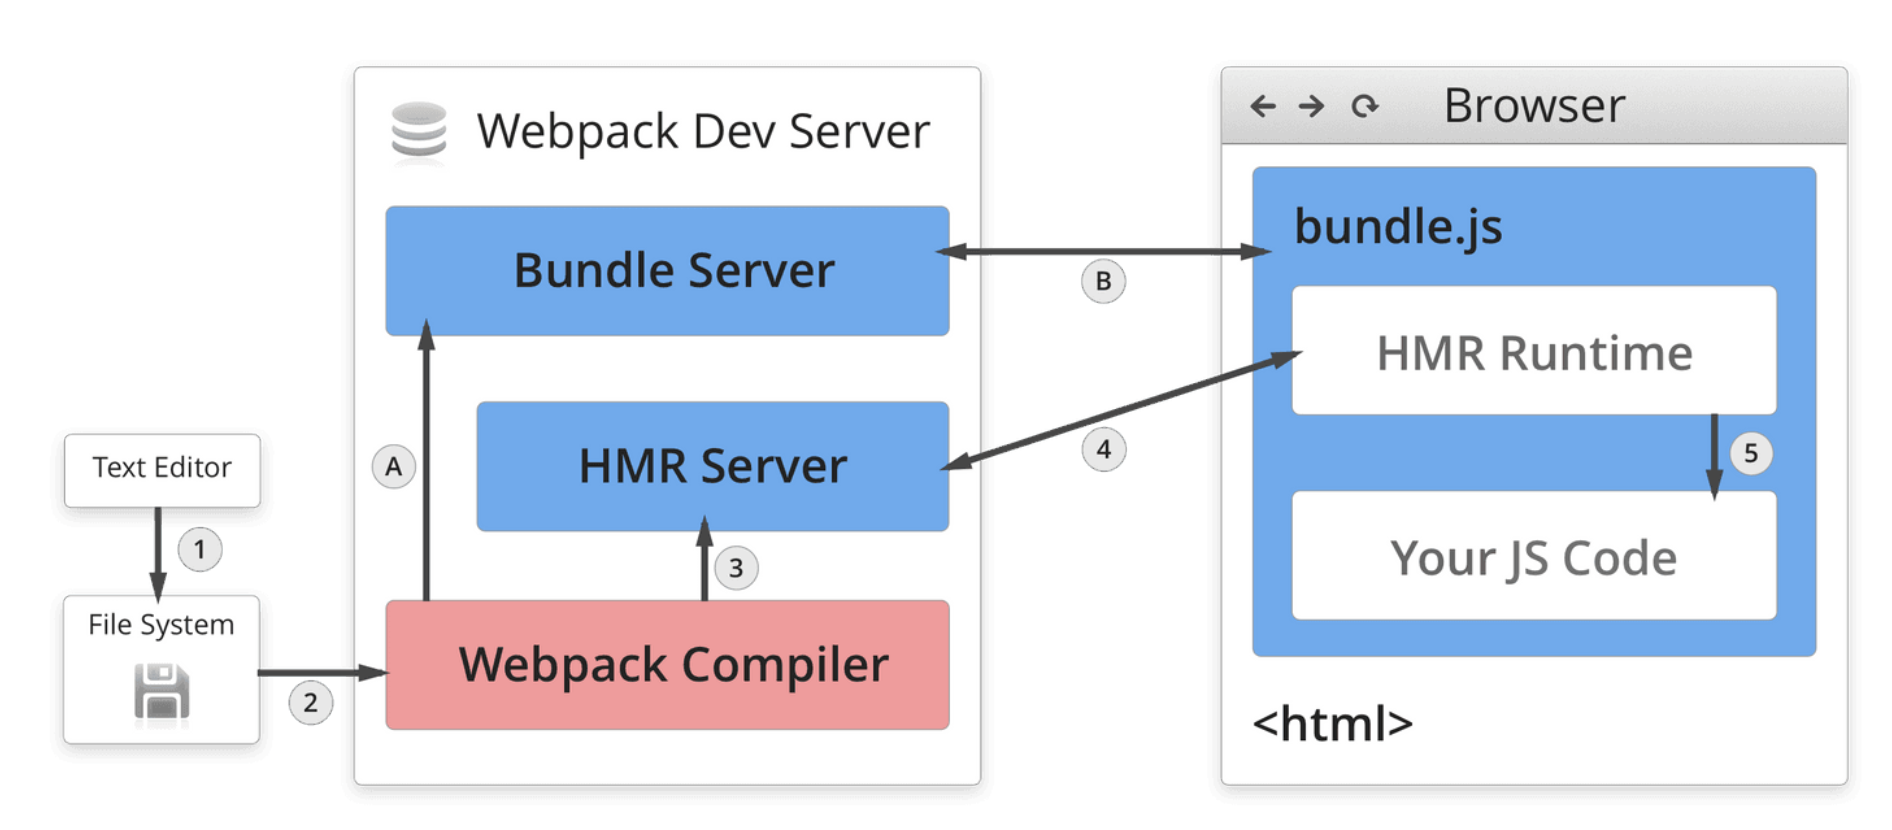 Webpack Dev Server
Bundle Server
A
HMR Server
3
Webpack Compiler
Text Editor
1
File System
2
B
4
Browser
bundle.js
HMR Runtime
5
Your JS Code
<html>